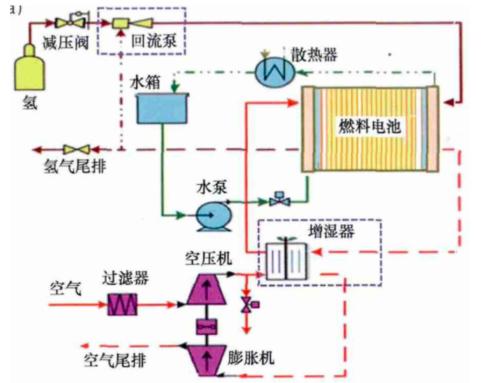 a)
减压阀
回流泵
散热器
氢
水箱
燃料电池
氢气尾排
水泵
增湿器
空压机
空气
过滤器
空气尾排
膨胀机